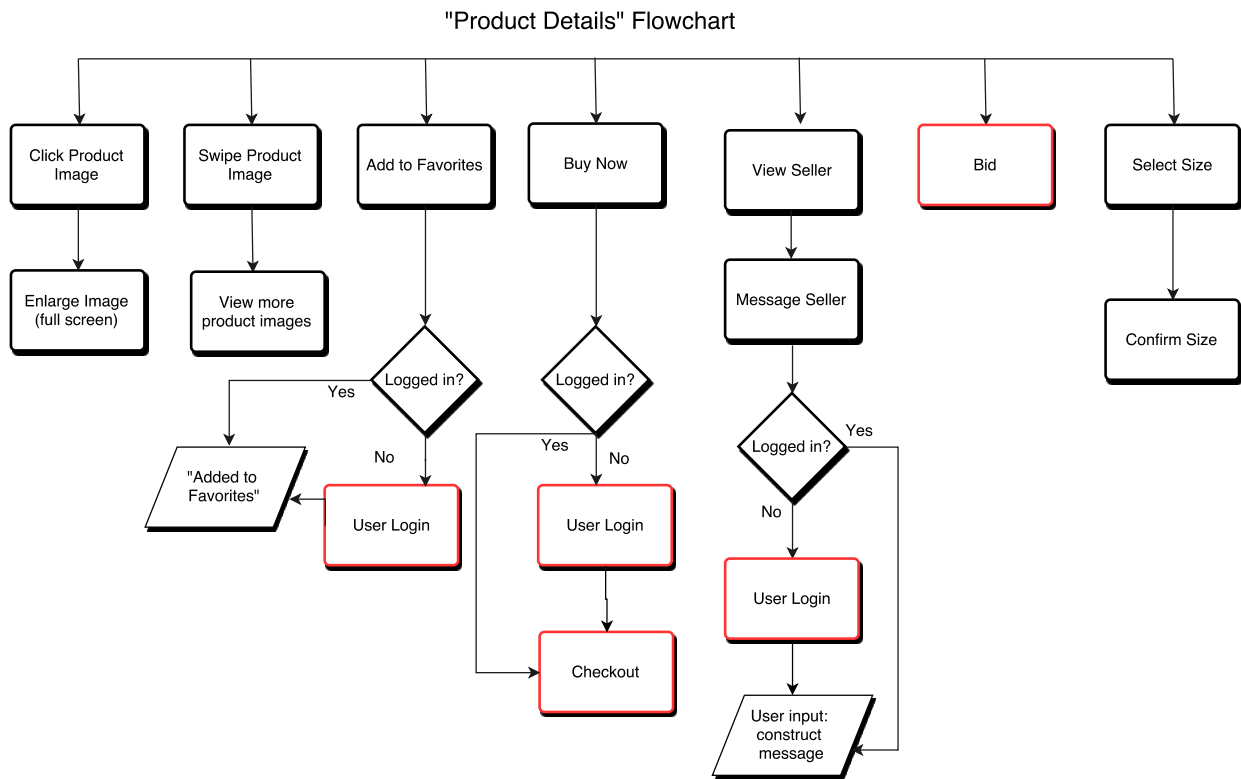 "Product Details" Flowchart
Click Product
Image
Swipe Product
Image
Add to Favorites
Buy Now
View Seller
Bid
Select Size
Enlarge Image
(full screen)
View more
product images
Message Seller
Confirm Size
Logged in?
Yes
No
"Added to
Favorites"
User Login
Logged in?
Yes
No
User Login
Checkout
Logged in?
Yes
No
User Login
User input:
construct
message